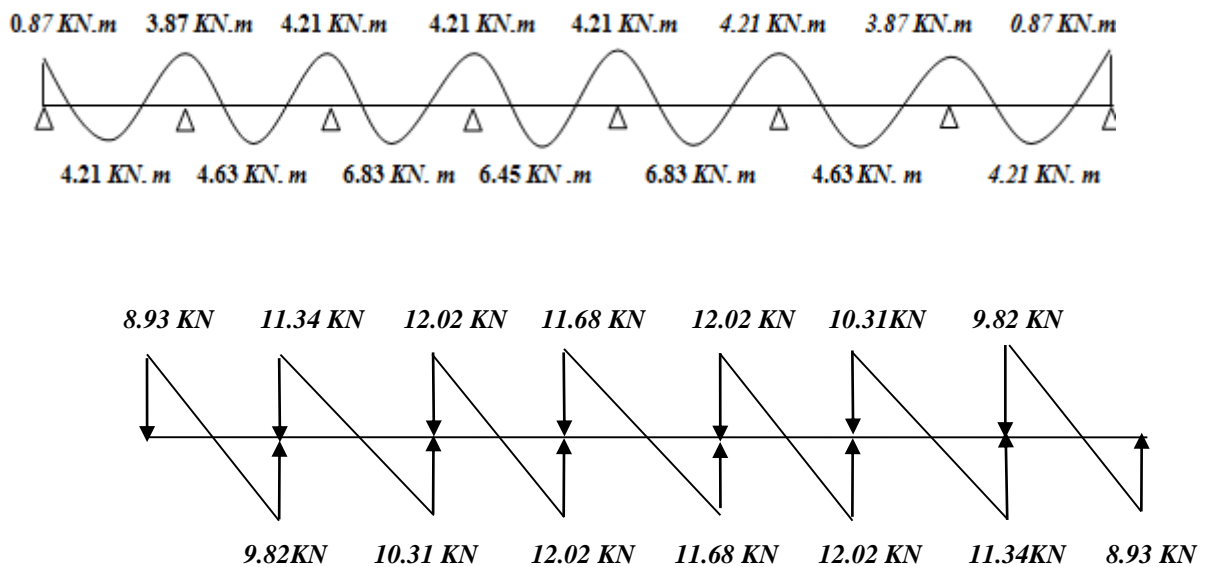 0.87 KN.m 3.87 KN.m 4.21 KN.m 4.21 KN.m 4.21 KN.m 4.21 KN.m 3.87 KN.m 0.87 KN.m
4.21 KN. m 4.63 KN. m 6.83 KN. m 6.45 KN .m 6.83 KN. m 4.63 KN. m 4.21 KN. m
8.93 KN 11.34 KN 12.02 KN 11.68 KN 12.02 KN 10.31KN 9.82 KN
9.82KN 10.31 KN 12.02 KN 11.68 KN 12.02 KN 11.34KN 8.93 KN